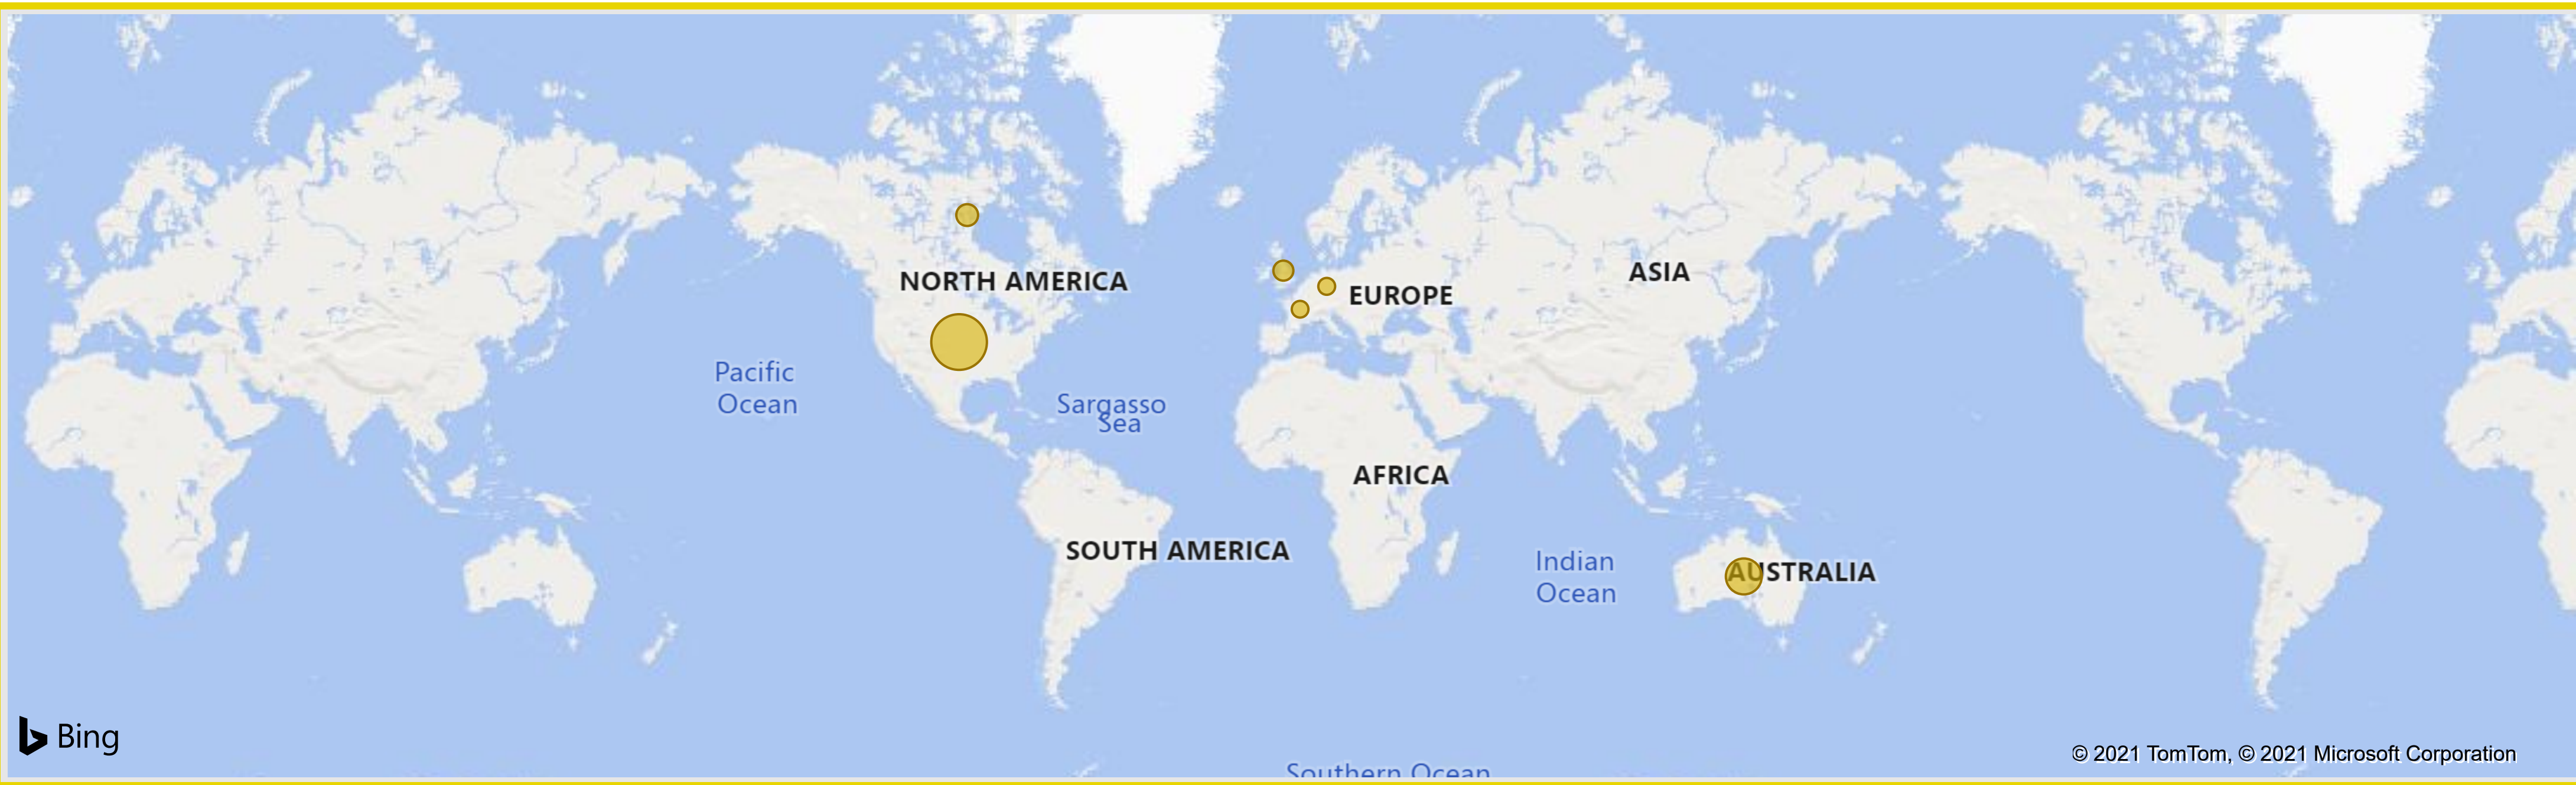 NORTH AMERICA
ASIA
EUROPE
Pacific
Ocean
Sargasso
Sea
AFRICA
SOUTH AMERICA
Indian
Ocean
AUSTRALIA
Bing
© 2021 TomTom, © 2021 Microsoft Corporation
Southern Ocean